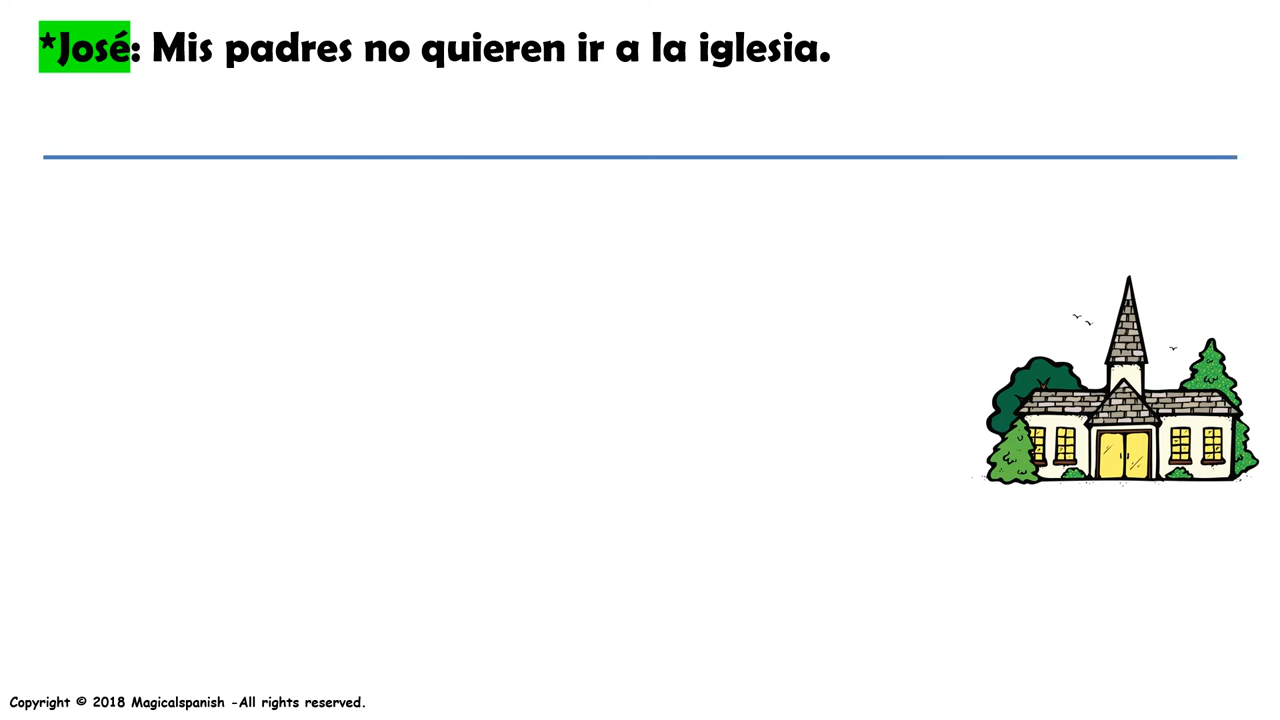 *José: Mis padres no quieren ir a la iglesia.
Copyright © 2018 Magicalspanish -All rights reserved.